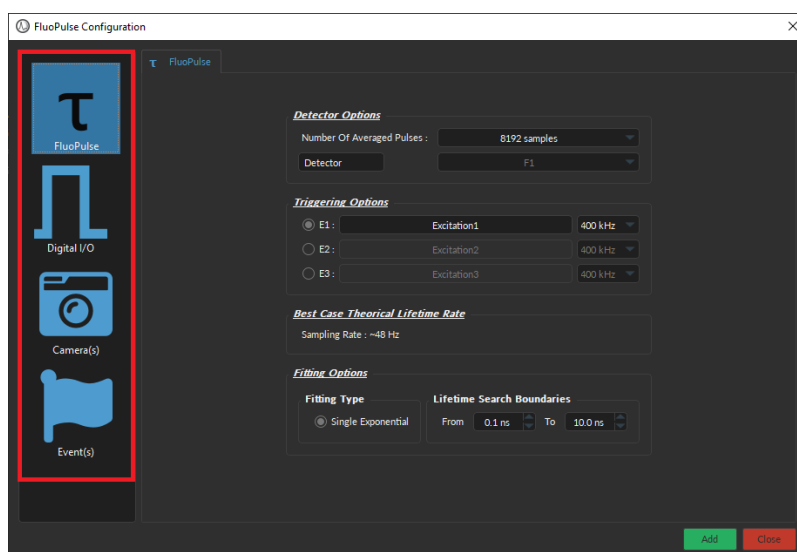 FluoPulse Configuration
τ
FluoPulse
Digital I/O
Camera(s)
Event(s)
τ FluoPulse
Detector Options
Number Of Averaged Pulses : 8192 samples
Detector F1
Triggering Options
E1 : Excitation1 400 kHz
E2 : Excitation2 400 kHz
E3 : Excitation3 400 kHz
Best Case Theorical Lifetime Rate
Sampling Rate : ~48 Hz
Fitting Options
Fitting Type Lifetime Search Boundaries
Single Exponential From 0.1 ns To 10.0 ns
Add Close